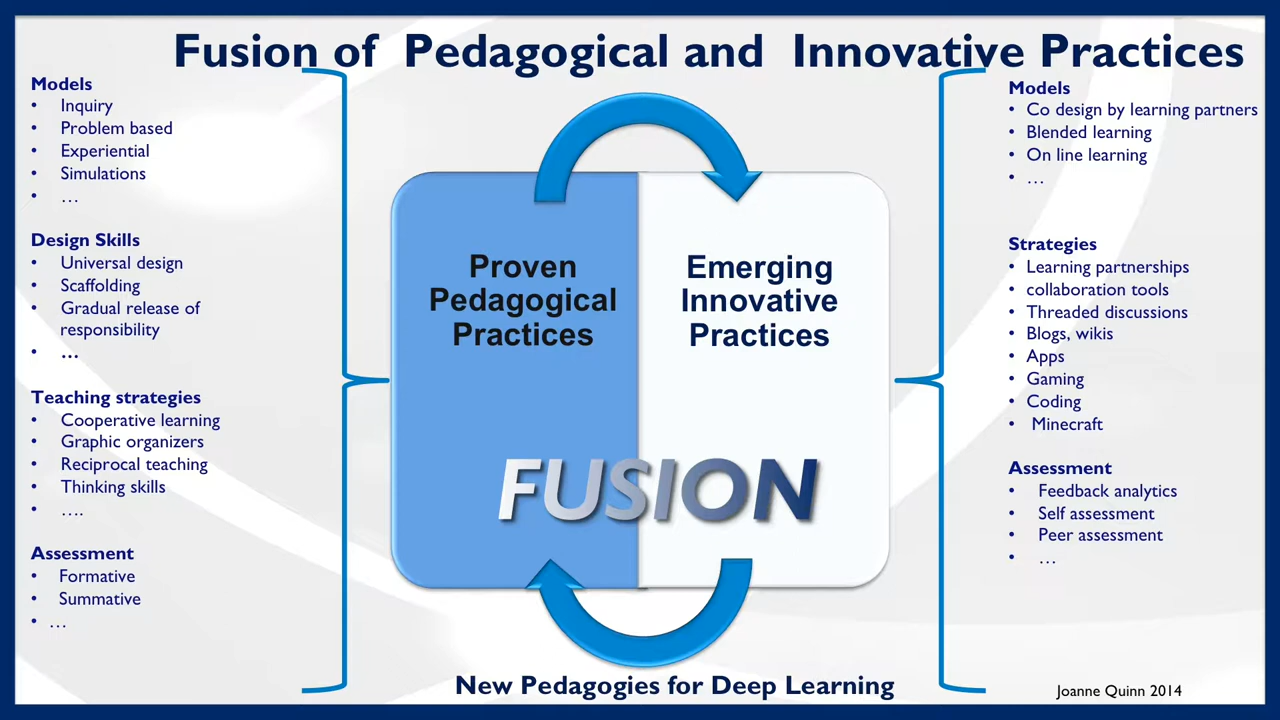 Fusion of Pedagogical and Innovative Practices
Models
• Inquiry
• Problem based
• Experiential
• Simulations
• …
Design Skills
• Universal design
• Scaffolding
• Gradual release of
responsibility
• …
Teaching strategies
• Cooperative learning
• Graphic organizers
• Reciprocal teaching
• Thinking skills
• ….
Assessment
• Formative
• Summative
• …
Proven
Pedagogical
Practices
Emerging
Innovative
Practices
FUSION
New Pedagogies for Deep Learning
Models
• Co design by learning partners
• Blended learning
• On line learning
• …
Strategies
• Learning partnerships
• collaboration tools
• Threaded discussions
• Blogs, wikis
• Apps
• Gaming
• Coding
• Minecraft
Assessment
• Feedback analytics
• Self assessment
• Peer assessment
• …
Joanne Quinn 2014